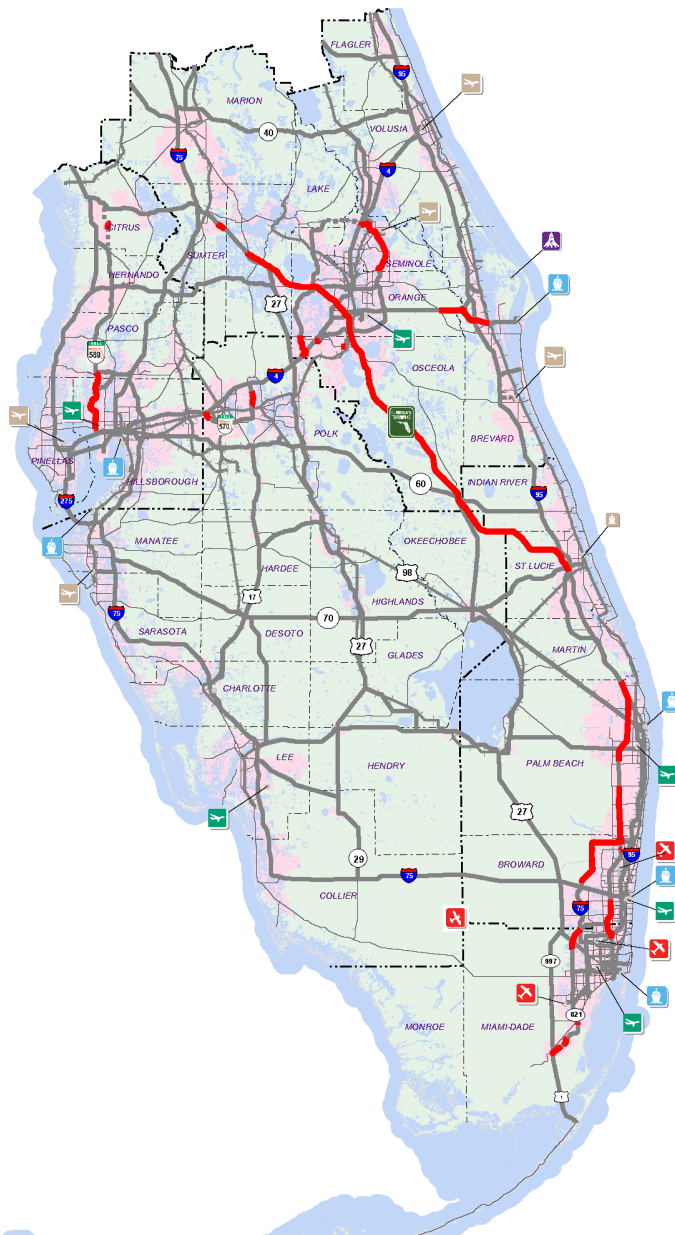 FLAGLER
95
MARION
VOLUSIA
40
75
4
LAKE
CITRUS
SUMTER
SEMINOLE
HERNANDO
27
ORANGE
PASCO
TOLL
589
OSCEOLA
4
TOLL
570
POLK
BREVARD
PINELLAS
HILLSBOROUGH
60
INDIAN RIVER
275
95
MANATEE
OKEECHOBEE
HARDEE
98
ST. LUCIE
17
HIGHLANDS
75
70
SARASOTA
DESOTO
27
GLADES
MARTIN
CHARLOTTE
LEE
HENDRY
PALM BEACH
27
29
95
BROWARD
75
COLLIER
75
997
821
MONROE
MIAMI-DADE
1